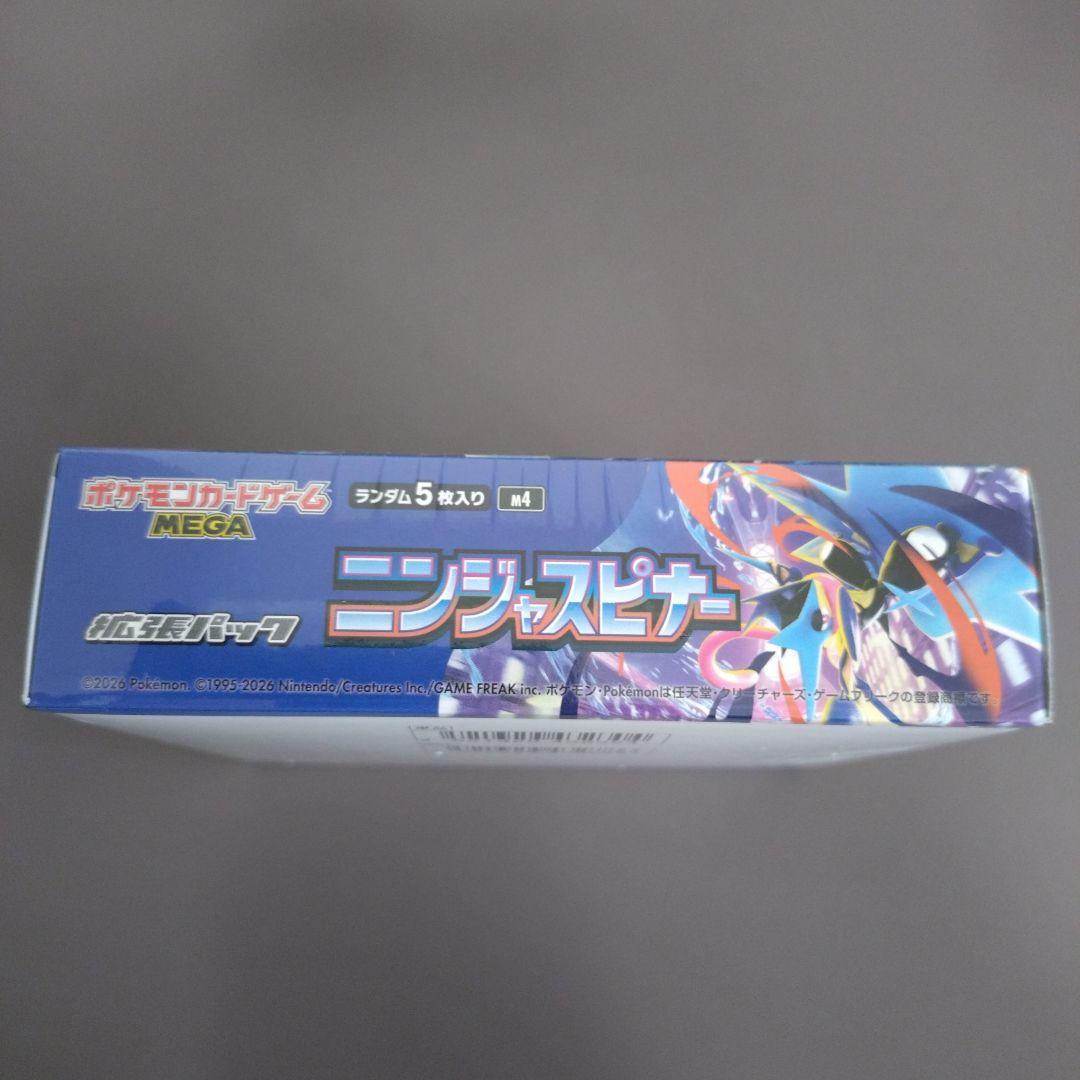 ポケモンカードゲーム
MEGA
ランダム5枚入り M4
拡張パック
ニンジャスピナー
©2026 Pokémon. ©1995-2026 Nintendo/Creatures Inc./GAME FREAK inc. ポケモン・Pokémonは任天堂・クリーチャーズ・ゲームフリークの登録商標です。